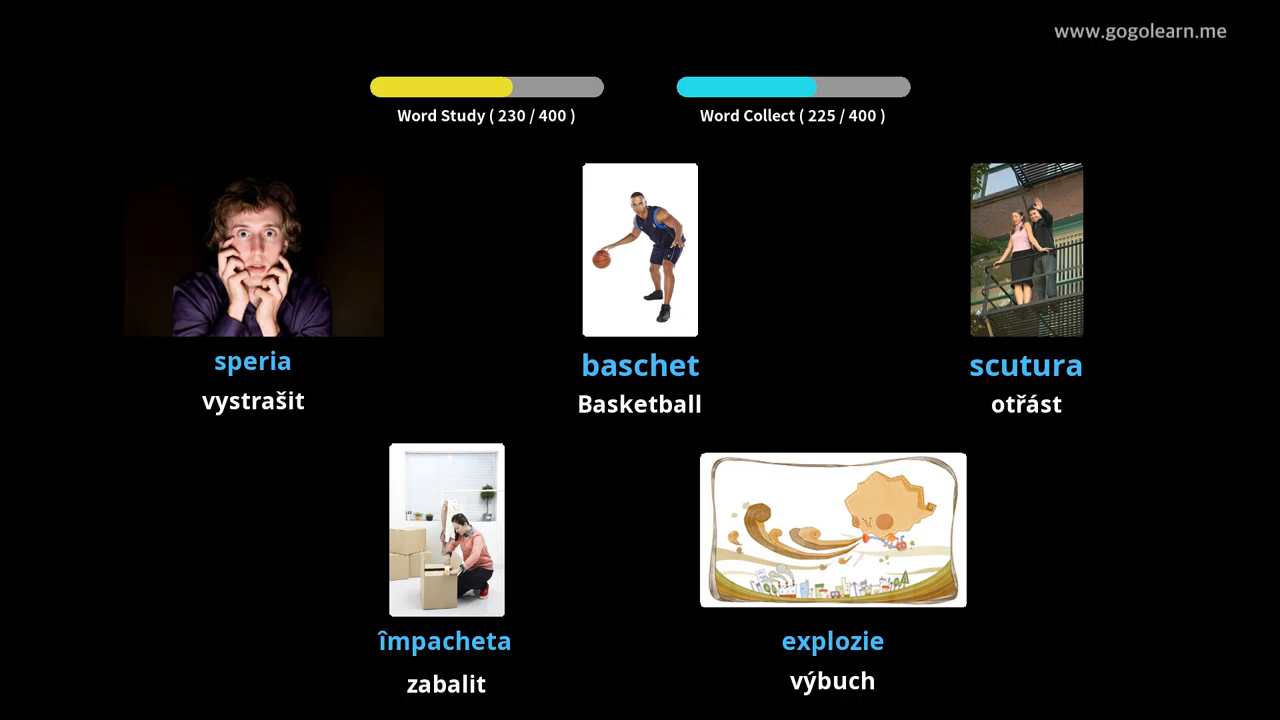 www.gogolearn.me
Word Study ( 230 / 400 )
Word Collect ( 225 / 400 )
speria
baschet
scutura
vystrašit
Basketball
otřást
împacheta
explozie
zabalit
výbuch